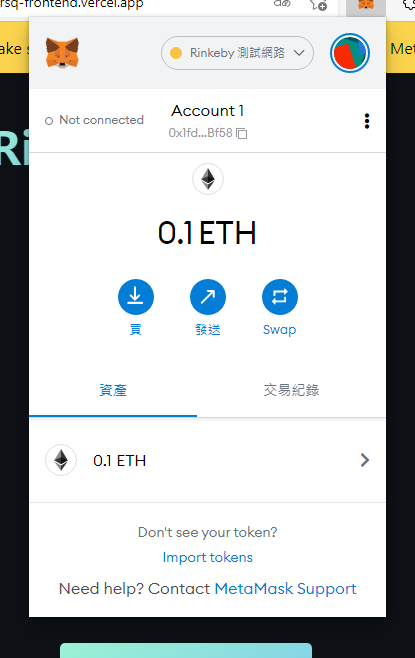 rsq-frontend.vercel.app
aあ
ake s
Rinkeby 測試網路
Met
Not connected
Account 1
0x1fd...Bf58
Ri
0.1 ETH
買
發送
Swap
資產
交易紀錄
0.1 ETH
Don't see your token?
Import tokens
Need help? Contact MetaMask Support